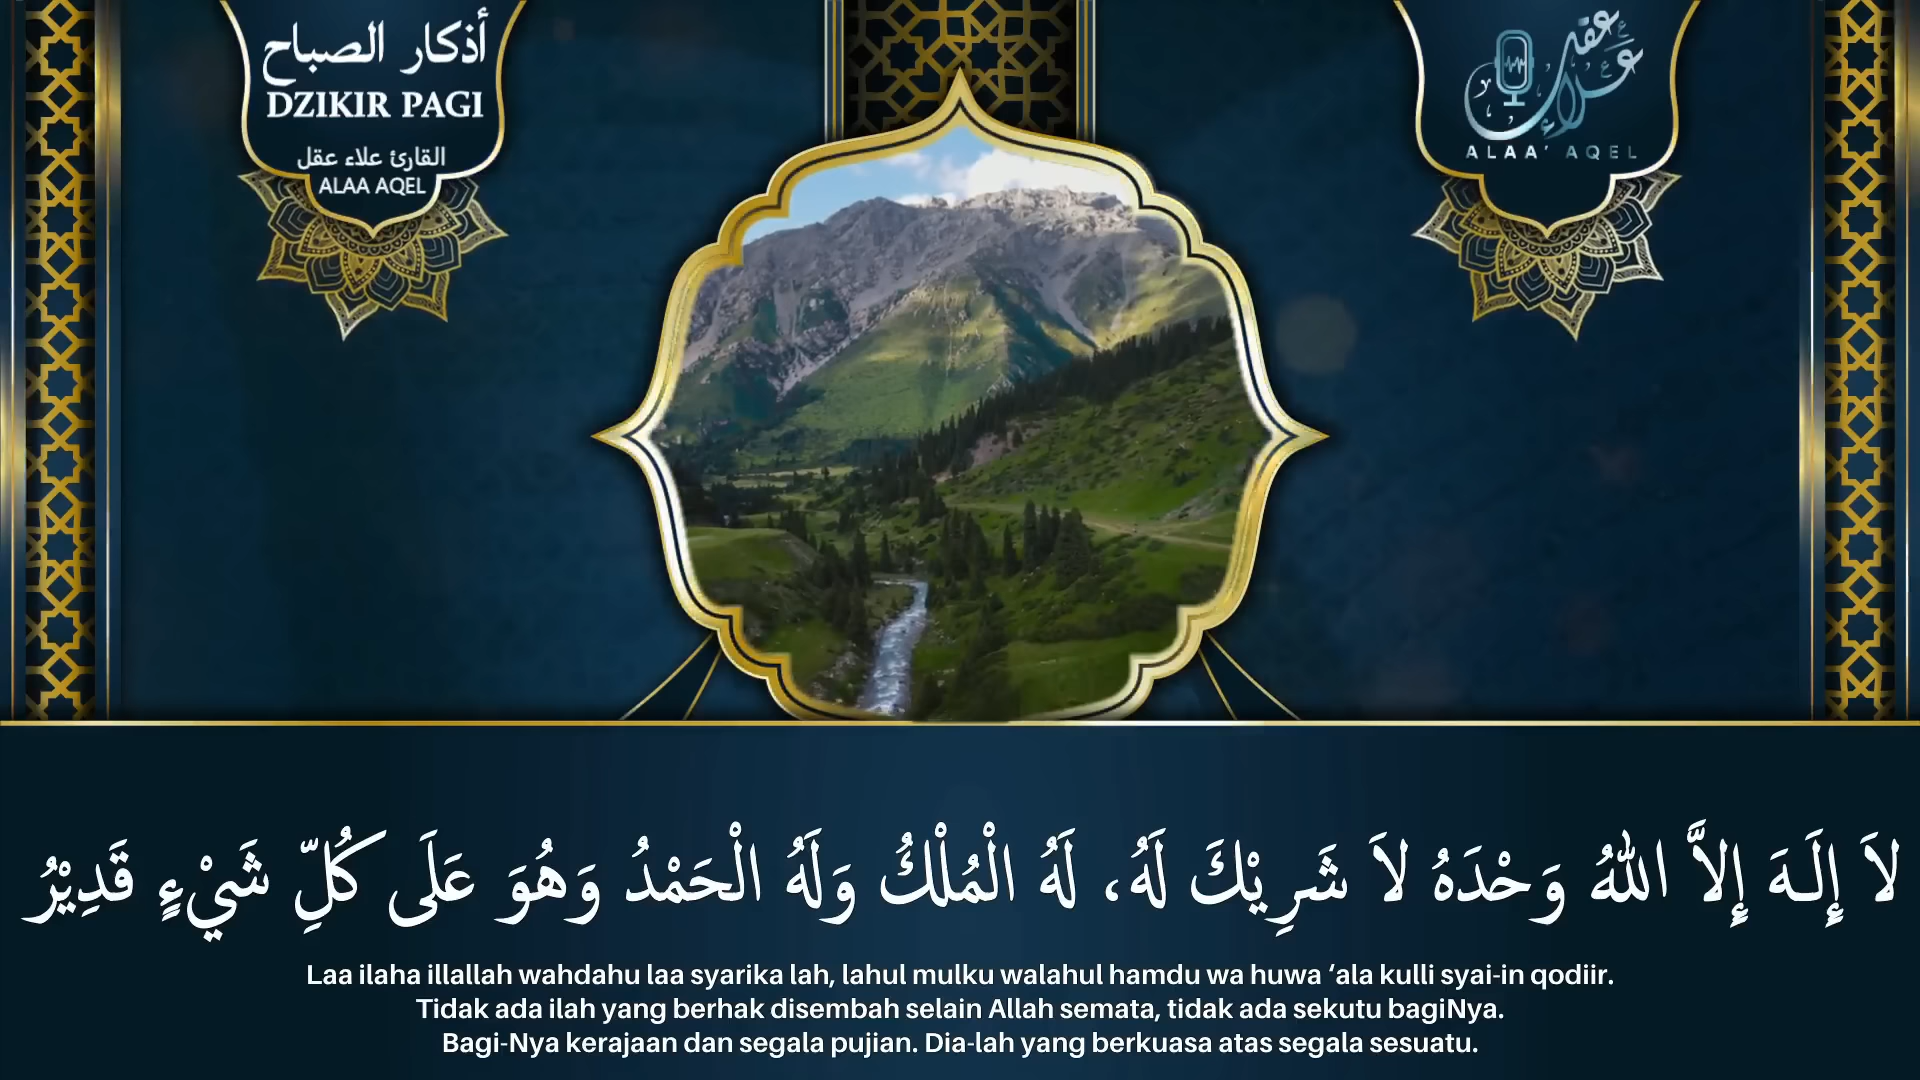 أذكار الصباح
DZIKIR PAGI
القارئ علاء عقل
ALAA AQEL
علاء عقل
ALAA' AQEL
لاَ إِلَـهَ إِلاَّ اللهُ وَحْدَهُ لاَ شَرِيْكَ لَهُ، لَهُ الْمُلْكُ وَلَهُ الْحَمْدُ وَهُوَ عَلَى كُلِّ شَيْءٍ قَدِيْرُ
Laa ilaha illallah wahdahu laa syarika lah, lahul mulku walahul hamdu wa huwa ’ala kulli syai-in qodiir.
Tidak ada ilah yang berhak disembah selain Allah semata, tidak ada sekutu bagiNya.
Bagi-Nya kerajaan dan segala pujian. Dia-lah yang berkuasa atas segala sesuatu.